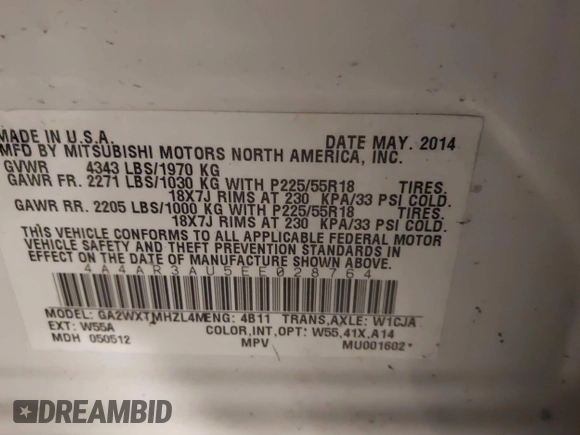 MADE IN U.S.A. DATE MAY. 2014
MFD BY MITSUBISHI MOTORS NORTH AMERICA, INC.
GVWR 4343 LBS/1970 KG
GAWR FR. 2271 LBS/1030 KG WITH P225/55R18 TIRES.
18X7J RIMS AT 230 KPA/33 PSI COLD.
GAWR RR. 2205 LBS/1000 KG WITH P225/55R18 TIRES.
18X7J RIMS AT 230 KPA/33 PSI COLD.
THIS VEHICLE CONFORMS TO ALL APPLICABLE FEDERAL MOTOR
VEHICLE SAFETY AND THEFT PREVENTION STANDARDS IN
EFFECT ON THE DATE OF MANUFACTURE SHOWN ABOVE.
4A4AR3AU5EE028764
MODEL: GA2WXTMHZL4M ENG: 4B11 TRANS,AXLE: W1CJA
EXT: W55A COLOR,INT,OPT: W55,41X,A14
MDH 050512 MPV MU001602*
DREAMBID